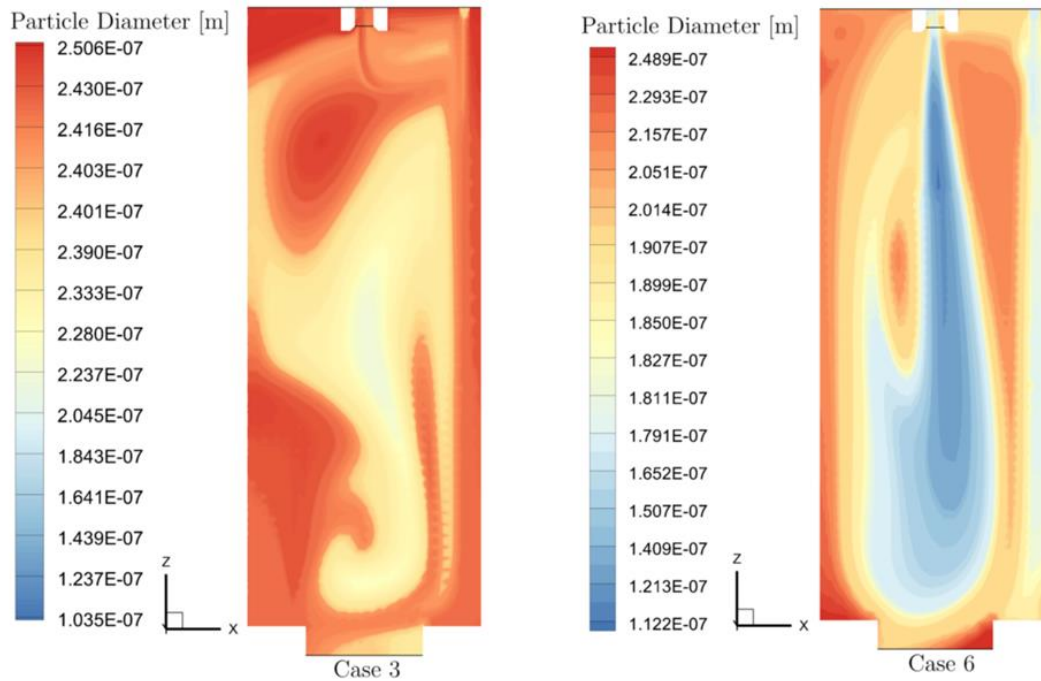 Particle Diameter [m]
2.506E-07
2.430E-07
2.416E-07
2.403E-07
2.401E-07
2.390E-07
2.333E-07
2.280E-07
2.237E-07
2.045E-07
1.843E-07
1.641E-07
1.439E-07
1.237E-07
1.035E-07
Z
X
Case 3
Particle Diameter [m]
2.489E-07
2.293E-07
2.157E-07
2.051E-07
2.014E-07
1.907E-07
1.899E-07
1.850E-07
1.827E-07
1.811E-07
1.791E-07
1.652E-07
1.507E-07
1.409E-07
1.213E-07
1.122E-07
Z
X
Case 6